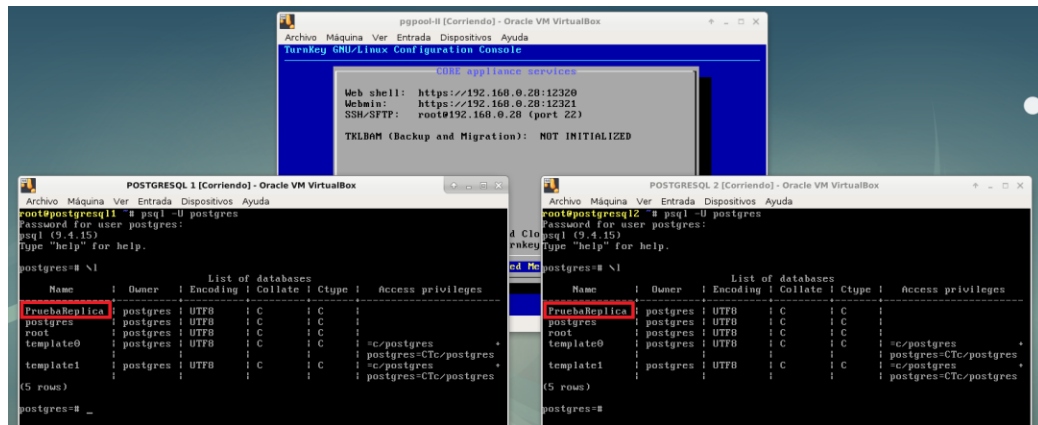 pgpool-II [Corriendo] - Oracle VM VirtualBox
Archivo Máquina Ver Entrada Dispositivos Ayuda
TurnKey GNU/Linux Configuration Console
CORE appliance services
Web shell: https://192.168.0.28:12320
Webmin: https://192.168.0.28:12321
SSH/SFTP: root@192.168.0.28 (port 22)
TKLBAM (Backup and Migration): NOT INITIALIZED
d Clo
rnkey
ed Me
POSTGRESQL 1 [Corriendo] - Oracle VM VirtualBox
Archivo Máquina Ver Entrada Dispositivos Ayuda
root@postgresql1 ~# psql -U postgres
Password for user postgres:
psql (9.4.15)
Type "help" for help.
postgres=# \l
List of databases
Name | Owner | Encoding | Collate | Ctype | Access privileges
PruebaReplica | postgres | UTF8 | C | C |
postgres | postgres | UTF8 | C | C |
root | postgres | UTF8 | C | C |
template0 | postgres | UTF8 | C | C | =c/postgres +
| | | | | postgres=CTc/postgres
template1 | postgres | UTF8 | C | C | =c/postgres +
| | | | | postgres=CTc/postgres
(5 rows)
postgres=# _
POSTGRESQL 2 [Corriendo] - Oracle VM VirtualBox
Archivo Máquina Ver Entrada Dispositivos Ayuda
root@postgresql2 ~# psql -U postgres
Password for user postgres:
psql (9.4.15)
Type "help" for help.
postgres=# \l
List of databases
Name | Owner | Encoding | Collate | Ctype | Access privileges
PruebaReplica | postgres | UTF8 | C | C |
postgres | postgres | UTF8 | C | C |
root | postgres | UTF8 | C | C |
template0 | postgres | UTF8 | C | C | =c/postgres +
| | | | | postgres=CTc/postgres
template1 | postgres | UTF8 | C | C | =c/postgres +
| | | | | postgres=CTc/postgres
(5 rows)
postgres=#